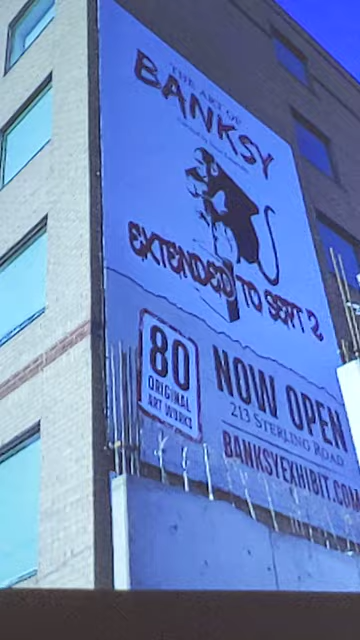 THE ART OF
BANKSY
EXTENDED TO SEPT 2
80
ORIGINAL
ART WORKS
NOW OPEN
213 STERLING ROAD
BANKSYEXHIBIT.COM